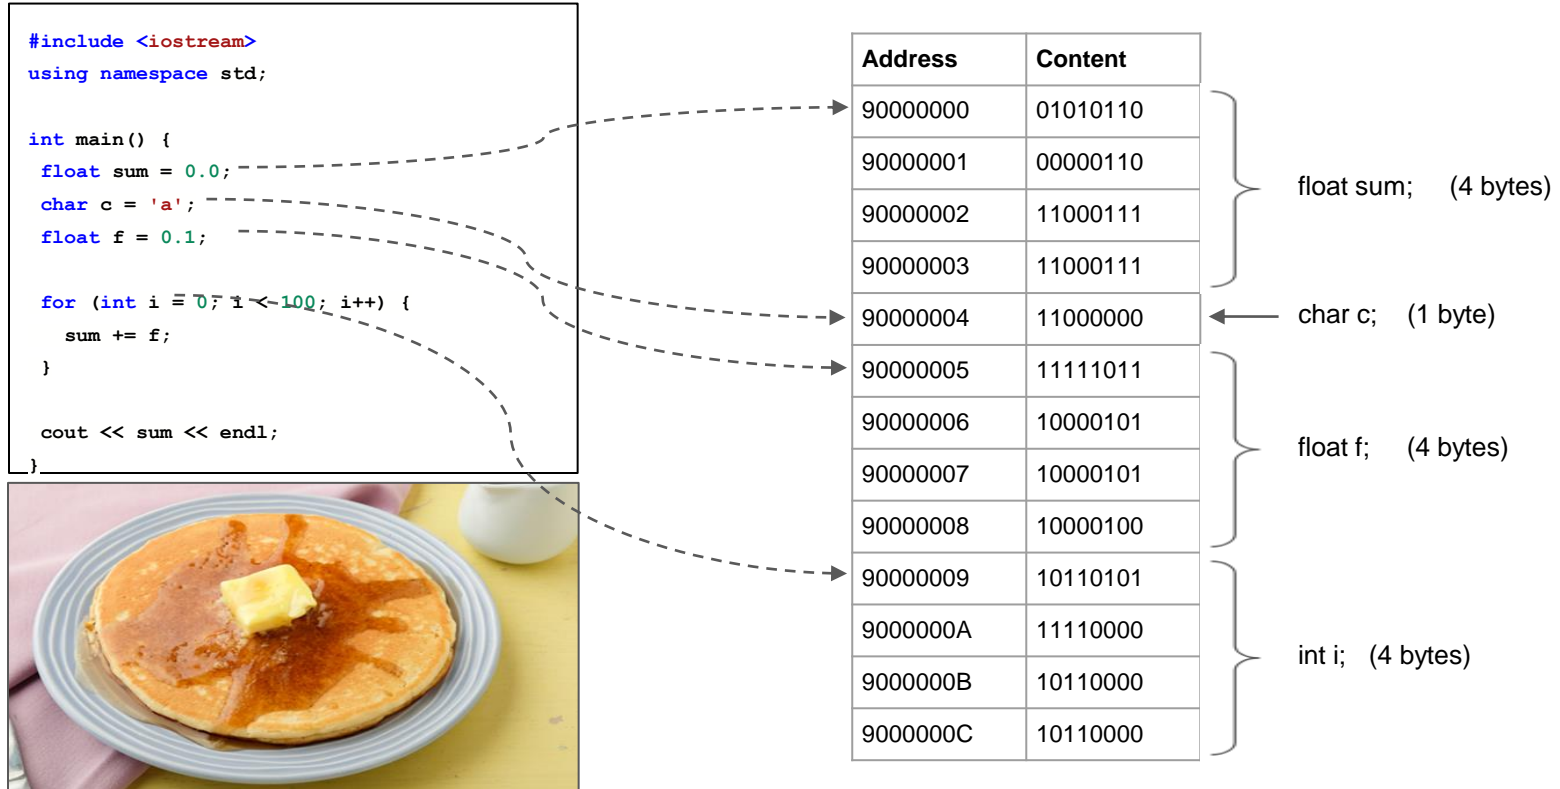 #include <iostream>
using namespace std;
int main() {
float sum = 0.0;
char c = 'a';
float f = 0.1;
for (int i = 0; i < 100; i++) {
sum += f;
}
cout << sum << endl;
}
Address Content
90000000 01010110
90000001 00000110
90000002 11000111
90000003 11000111
90000004 11000000
90000005 11111011
90000006 10000101
90000007 10000101
90000008 10000100
90000009 10110101
9000000A 11110000
9000000B 10110000
9000000C 10110000
float sum; (4 bytes)
char c; (1 byte)
float f; (4 bytes)
int i; (4 bytes)